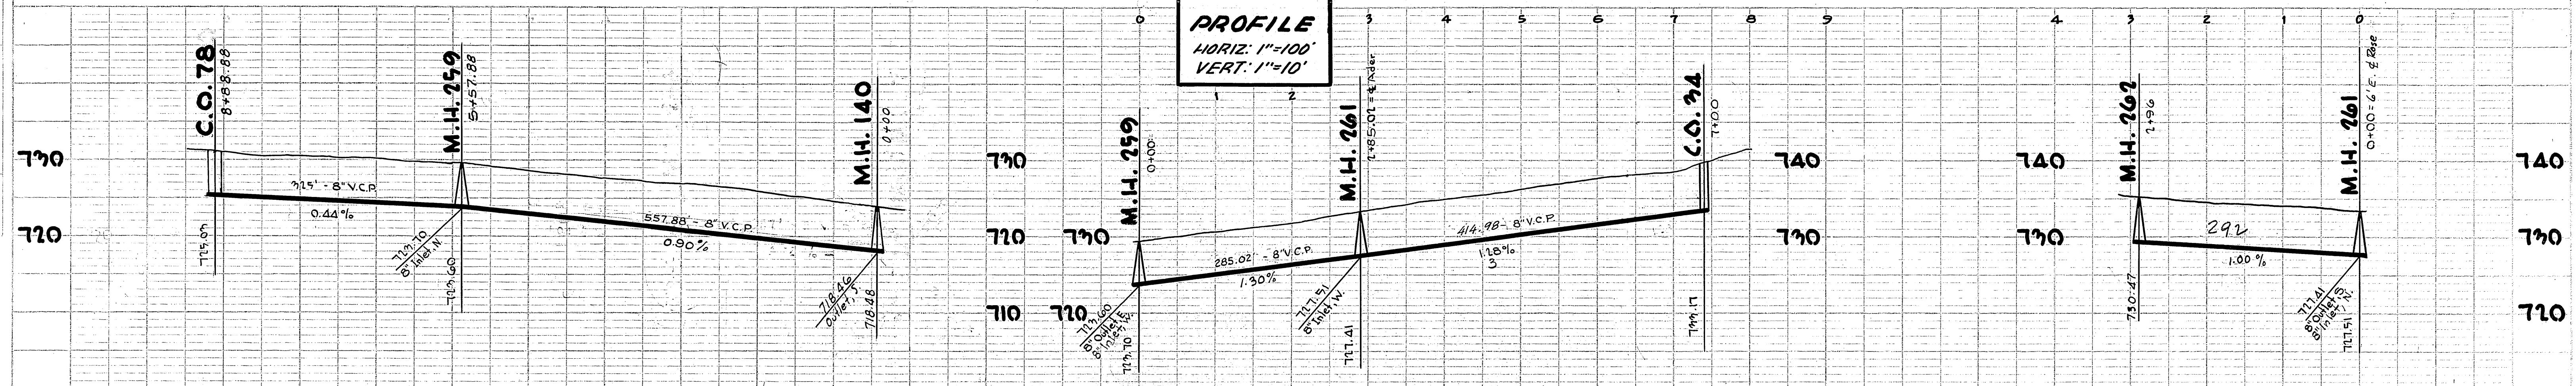 PROFILE
HORIZ: 1"=100'
VERT: 1"=10'
C.O. 78
8+88.88
M.H. 259
5+57.88
M.H. 140
0+00
730
720
325' - 8" V.C.P.
0.44%
557.88' - 8" V.C.P.
0.90%
725.03
723.70
8" Inlet, N.
723.60
718.46
Outlet, S.
718.48
730
720
710
0
1
2
3
4
5
6
7
8
9
M.H. 259
0+00=
M.H. 261
2+85.02=℄ Ader
C.O. 34
7+00
730
720
285.02' - 8" V.C.P.
1.30%
414.98 - 8" V.C.P.
1.28%
3
723.60
8" Outlet, E.
8" Inlet, W.
723.70
727.51
8" Inlet, W.
727.41
733.17
740
730
4
3
2
1
0
M.H. 262
2+96
M.H. 261
0+00=6' E. ℄ Rose
740
730
292
1.00%
730.47
727.41
8" Outlet, S.
8" Inlet, N.
727.51
740
730
720